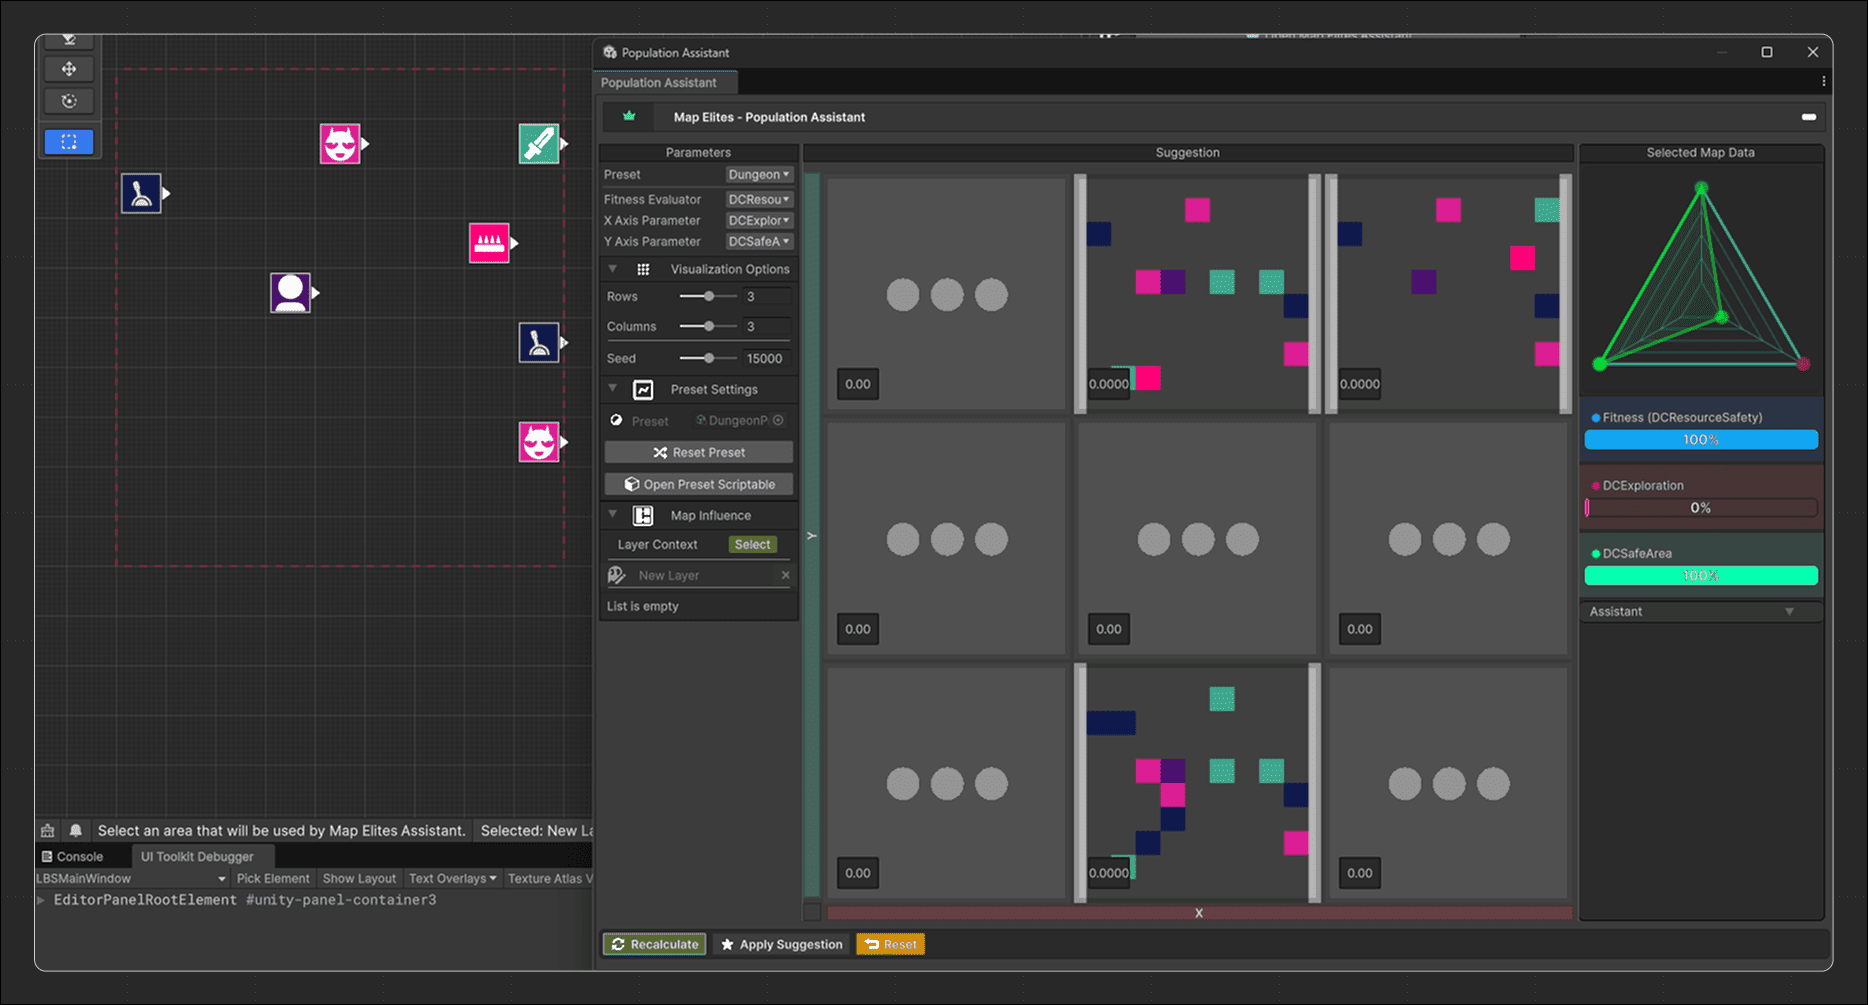 Open Map Elites Assistant
Population Assistant
Population Assistant
Map Elites - Population Assistant
Parameters
Suggestion
Selected Map Data
Preset
Dungeon
Fitness Evaluator
DCResou
X Axis Parameter
DCExplor
Y Axis Parameter
DCSafeA
Visualization Options
Rows
3
Columns
3
Seed
15000
Preset Settings
Preset
DungeonP
Reset Preset
Open Preset Scriptable
Map Influence
Layer Context
Select
New Layer
List is empty
Y
0.00
0.0000
0.0000
0.00
0.00
0.00
0.00
0.0000
0.00
X
Fitness (DCResourceSafety)
100%
DCExploration
0%
DCSafeArea
100%
Assistant
Recalculate
Apply Suggestion
Reset
Select an area that will be used by Map Elites Assistant.
Selected: New La
Console
UI Toolkit Debugger
LBSMainWindow
Pick Element
Show Layout
Text Overlays
Texture Atlas V
EditorPanelRootElement #unity-panel-container3